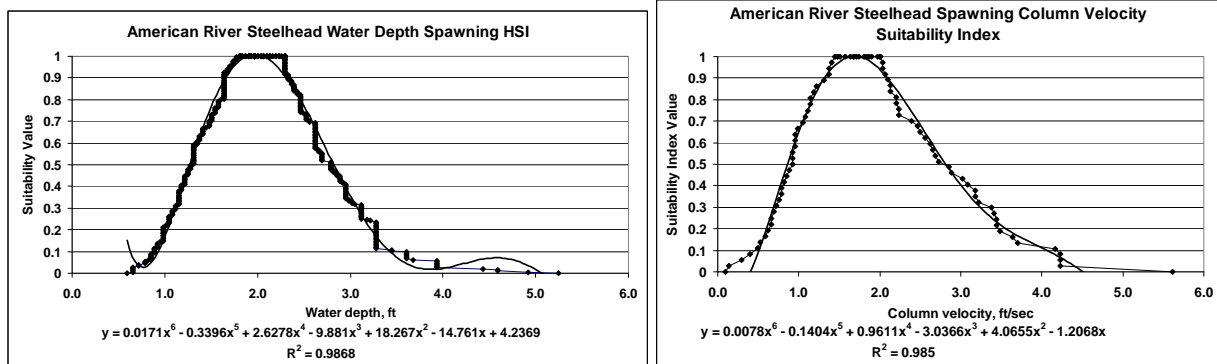 American River Steelhead Water Depth Spawning HSI
Suitability Value
1
0.9
0.8
0.7
0.6
0.5
0.4
0.3
0.2
0.1
0
0.0 1.0 2.0 3.0 4.0 5.0 6.0
Water depth, ft
y = 0.0171x⁶ - 0.3396x⁵ + 2.6278x⁴ - 9.881x³ + 18.267x² - 14.761x + 4.2369
R² = 0.9868
American River Steelhead Spawning Column Velocity
Suitability Index
Suitability Index Value
1
0.9
0.8
0.7
0.6
0.5
0.4
0.3
0.2
0.1
0
0.0 1.0 2.0 3.0 4.0 5.0 6.0
Column velocity, ft/sec
y = 0.0078x⁶ - 0.1404x⁵ + 0.9611x⁴ - 3.0366x³ + 4.0655x² - 1.2068x
R² = 0.985